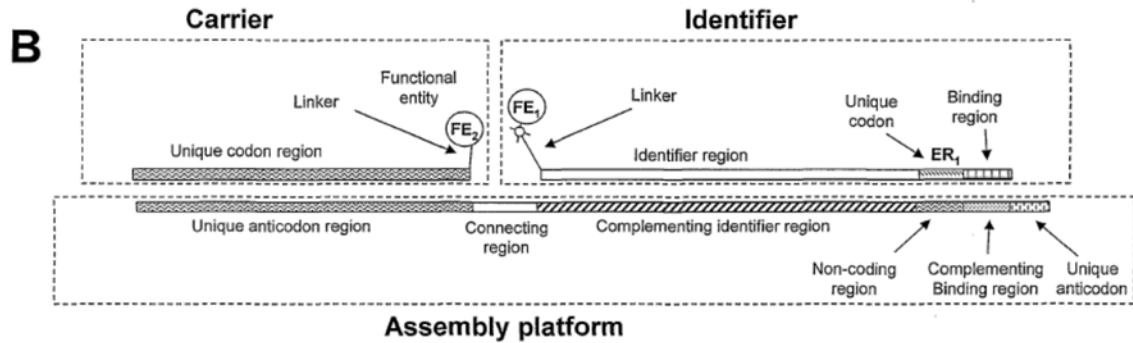 Carrier
Identifier
B
Functional
entity
Linker
FE2
Unique codon region
FE1
Linker
Unique
codon
Binding
region
Identifier region
ER1
Unique anticodon region
Connecting
region
Complementing identifier region
Non-coding
region
Complementing
Binding region
Unique
anticodon
Assembly platform